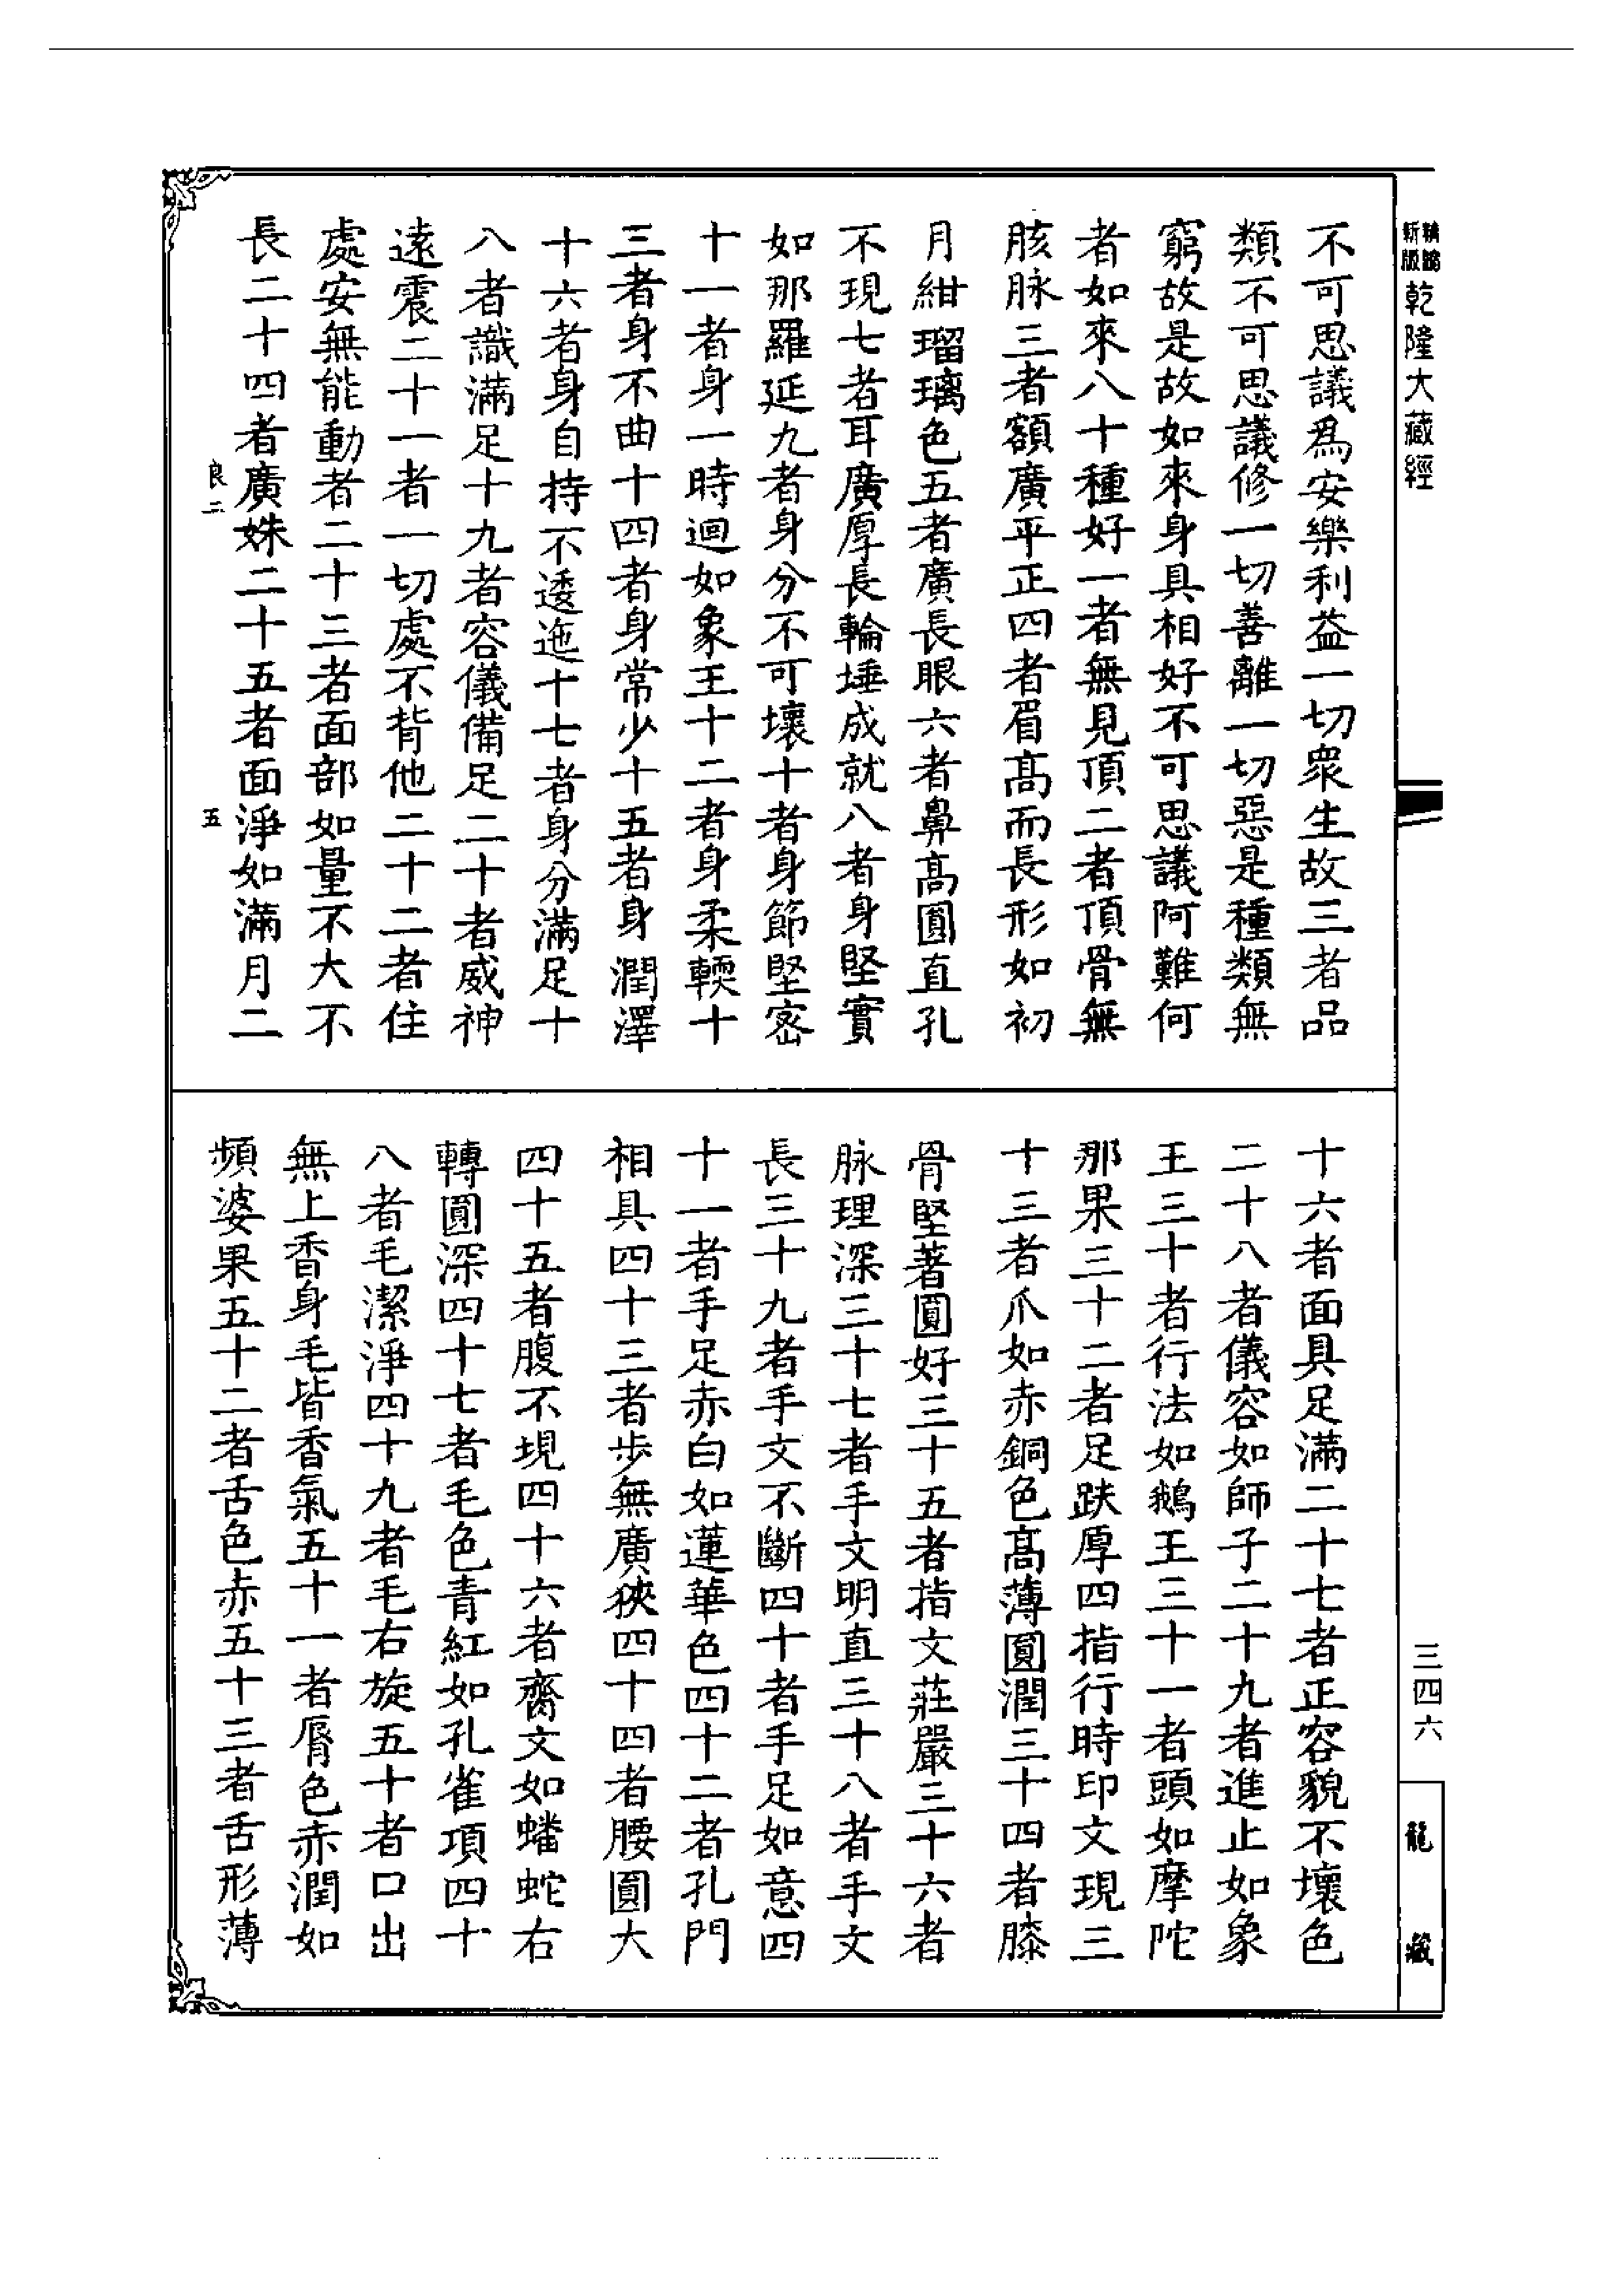 乾隆大藏經
不可思議爲安樂利益一切衆生故三者品
類不可思議修一切善離一切惡是種類無
窮故是故如來身具相好不可思議阿難何
者如來八十種好一者無見頂二者頂骨無
胲脉三者額廣平正四者眉高而長形如初
月紺瑠璃色五者廣長眼六者鼻高圓直孔
不現七者耳廣厚長輪埵成就八者身堅實
如那羅延九者身分不可壞十者身節堅密
十一者身一時迴如象王十二者身柔輭十
三者身不曲十四者身常少十五者身潤澤
十六者身自持不逶迤十七者身分滿足十
八者識滿足十九者容儀備足二十者威神
遠震二十一者一切處不背他二十二者住
處安無能動者二十三者面部如量不大不
長二十四者廣姝二十五者面淨如滿月二
良二
五
十六者面具足滿二十七者正容貌不壞色
二十八者儀容如師子二十九者進止如象
王三十者行法如鵝王三十一者頭如摩陀
那果三十二者足趺厚四指行時印文現三
十三者爪如赤銅色高薄圓潤三十四者膝
骨堅著圓好三十五者指文莊嚴三十六者
脉理深三十七者手文明直三十八者手文
長三十九者手文不斷四十者手足如意四
十一者手足赤白如蓮華色四十二者孔門
相具四十三者步無廣狹四十四者腰圓大
四十五者腹不現四十六者臍文如蟠蛇右
轉圓深四十七者毛色青紅如孔雀項四十
八者毛潔淨四十九者毛右旋五十者口出
無上香身毛皆香氣五十一者脣色赤潤如
頻婆果五十二者舌色赤五十三者舌形薄
三四六
龍藏